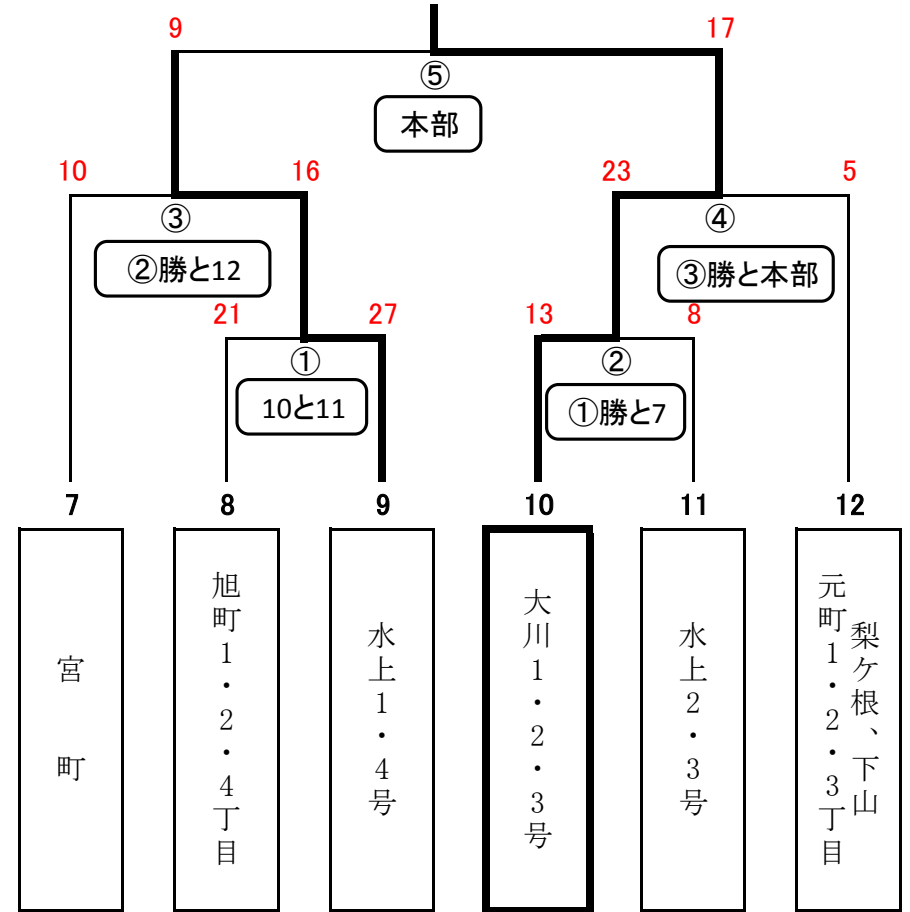 9
17
⑤
本部
10
16
23
5
③
④
②勝と12
③勝と本部
21
27
13
8
①
②
10と11
①勝と7
7
8
9
10
11
12
宮町
旭町1・2・4丁目
水上1・4号
大川1・2・3号
水上2・3号
梨ケ根、下山
元町1・2・3丁目